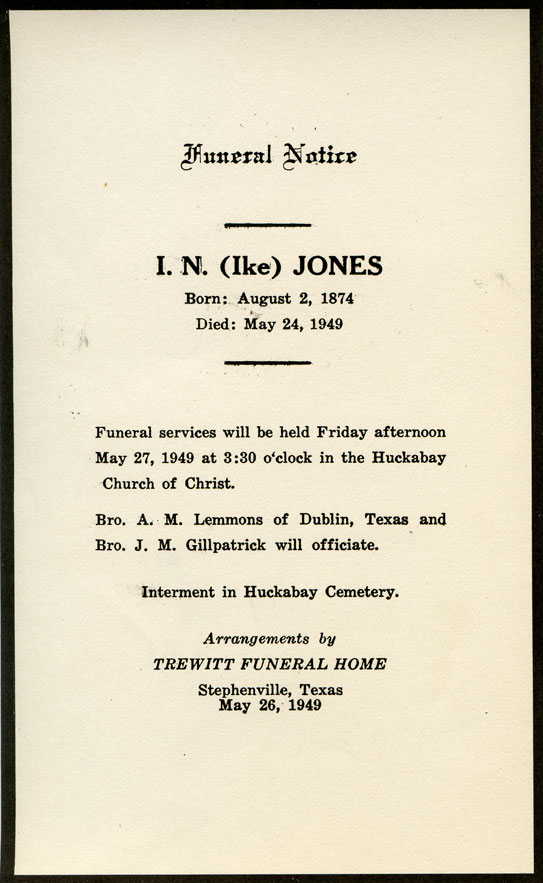 Funeral Notice
I. N. (Ike) JONES
Born: August 2, 1874
Died: May 24, 1949
Funeral services will be held Friday afternoon
May 27, 1949 at 3:30 o'clock in the Huckabay
Church of Christ.
Bro. A. M. Lemmons of Dublin, Texas and
Bro. J. M. Gillpatrick will officiate.
Interment in Huckabay Cemetery.
Arrangements by
TREWITT FUNERAL HOME
Stephenville, Texas
May 26, 1949